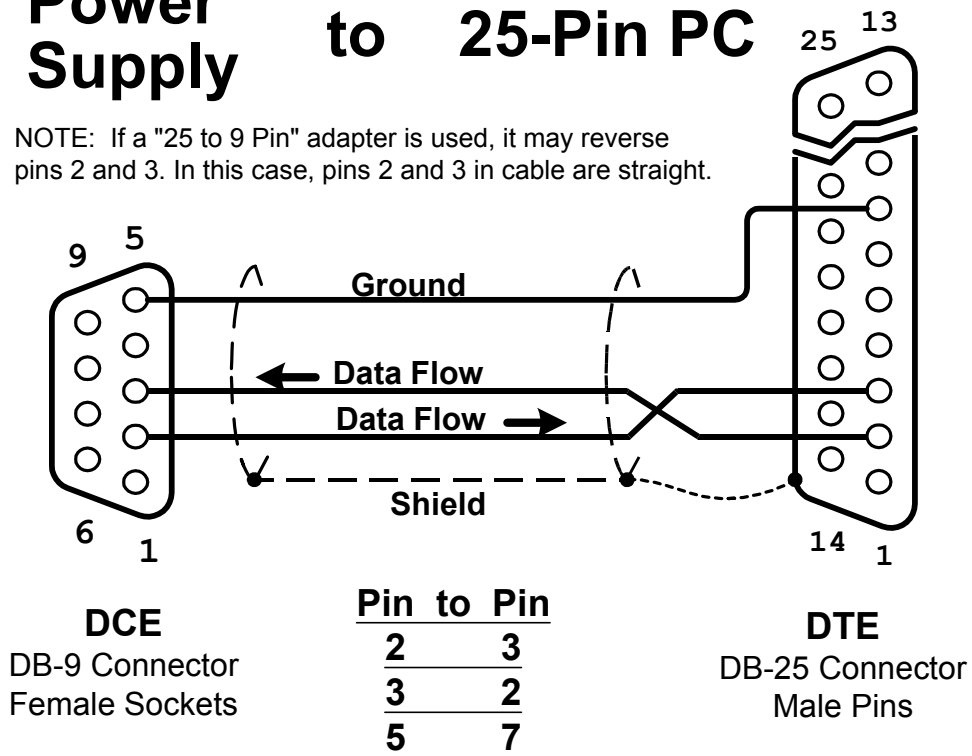 Power
Supply to 25-Pin PC
25 13
NOTE: If a "25 to 9 Pin" adapter is used, it may reverse
pins 2 and 3. In this case, pins 2 and 3 in cable are straight.
9 5
Ground
Data Flow
Data Flow
Shield
6 1
14 1
DCE
DB-9 Connector
Female Sockets
Pin to Pin
2 3
3 2
5 7
DTE
DB-25 Connector
Male Pins